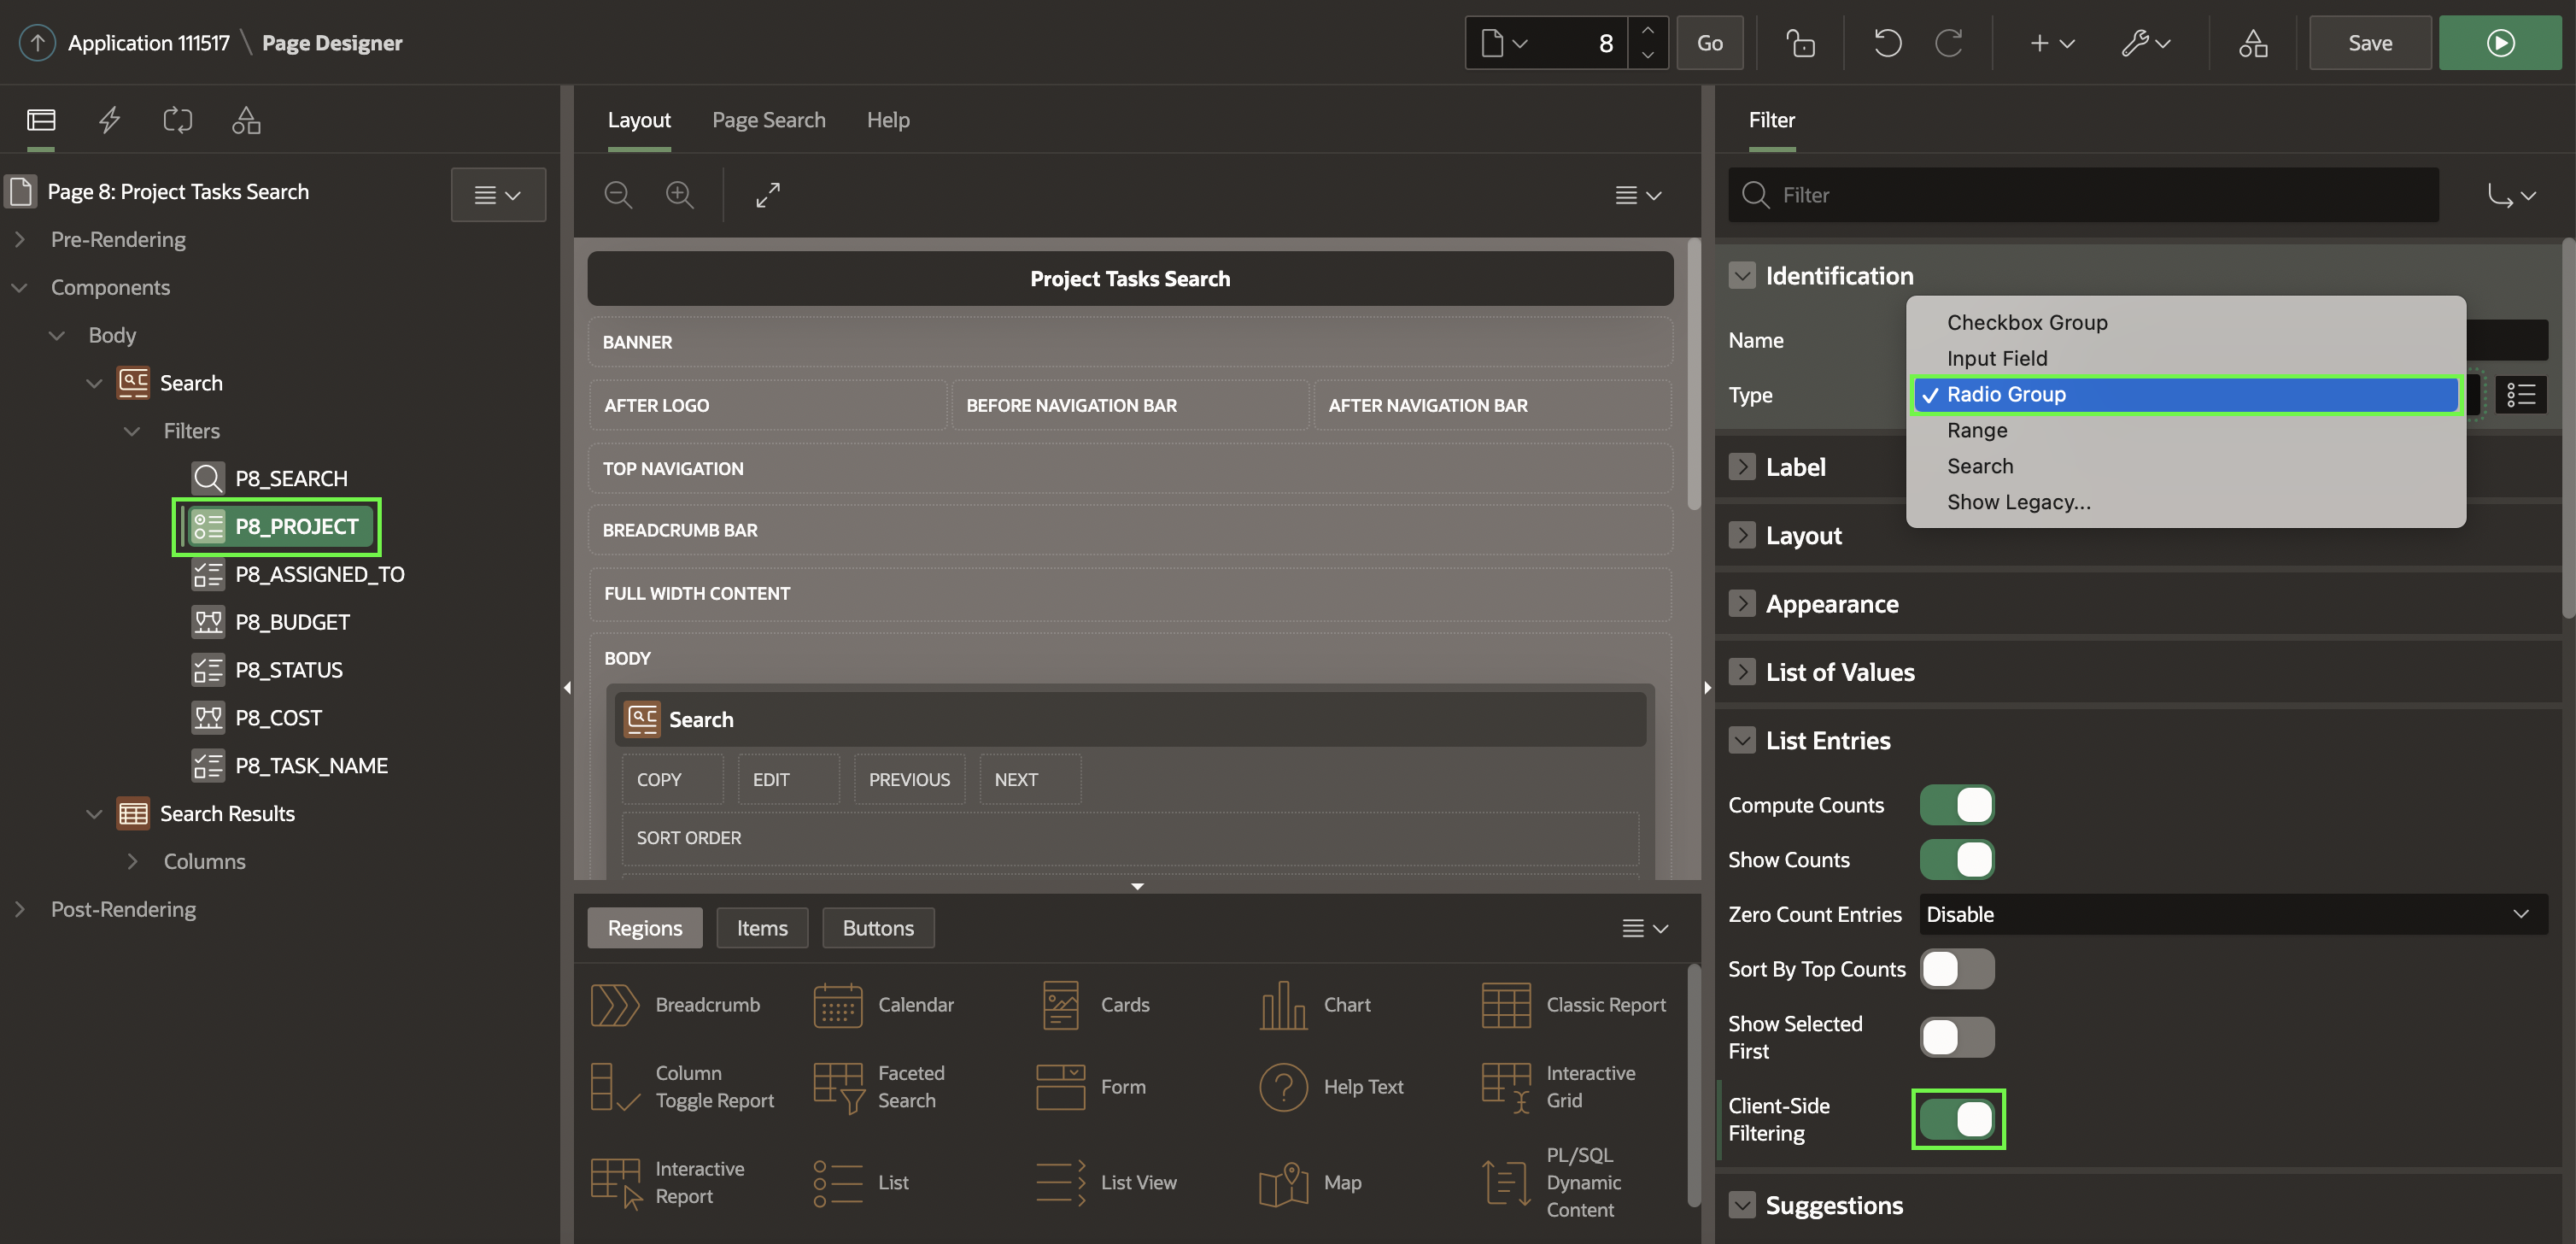 Application 111517 \ Page Designer
8
Go
Save
Layout
Page Search
Help
Filter
Page 8: Project Tasks Search
Pre-Rendering
Components
Body
Search
Filters
P8_SEARCH
P8_PROJECT
P8_ASSIGNED_TO
P8_BUDGET
P8_STATUS
P8_COST
P8_TASK_NAME
Search Results
Columns
Post-Rendering
Project Tasks Search
BANNER
AFTER LOGO
BEFORE NAVIGATION BAR
AFTER NAVIGATION BAR
TOP NAVIGATION
BREADCRUMB BAR
FULL WIDTH CONTENT
BODY
Search
COPY
EDIT
PREVIOUS
NEXT
SORT ORDER
Regions
Items
Buttons
Breadcrumb
Calendar
Cards
Chart
Classic Report
Column
Toggle Report
Faceted
Search
Form
Help Text
Interactive
Grid
Interactive
Report
List
List View
Map
PL/SQL
Dynamic
Content
Filter
Identification
Name
Type
Checkbox Group
Input Field
✓ Radio Group
Range
Search
Show Legacy...
Label
Layout
Appearance
List of Values
List Entries
Compute Counts
Show Counts
Zero Count Entries
Disable
Sort By Top Counts
Show Selected
First
Client-Side
Filtering
Suggestions